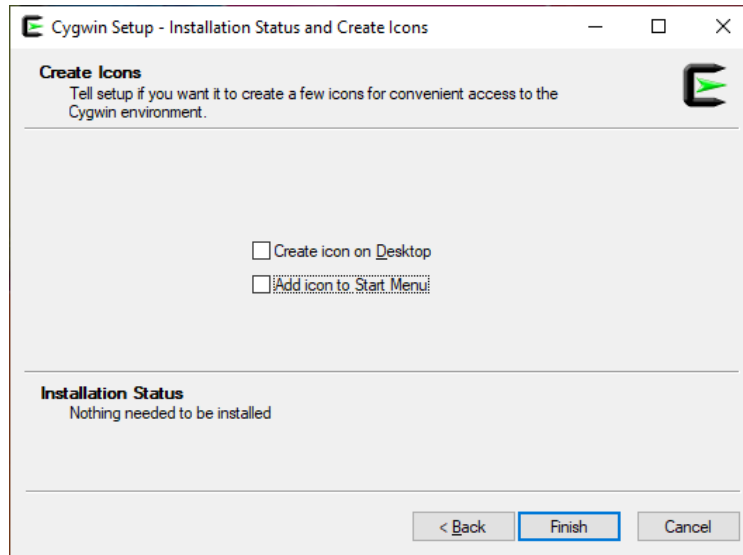 Cygwin Setup - Installation Status and Create Icons
Create Icons
Tell setup if you want it to create a few icons for convenient access to the
Cygwin environment.
Create icon on Desktop
Add icon to Start Menu
Installation Status
Nothing needed to be installed
< Back Finish Cancel